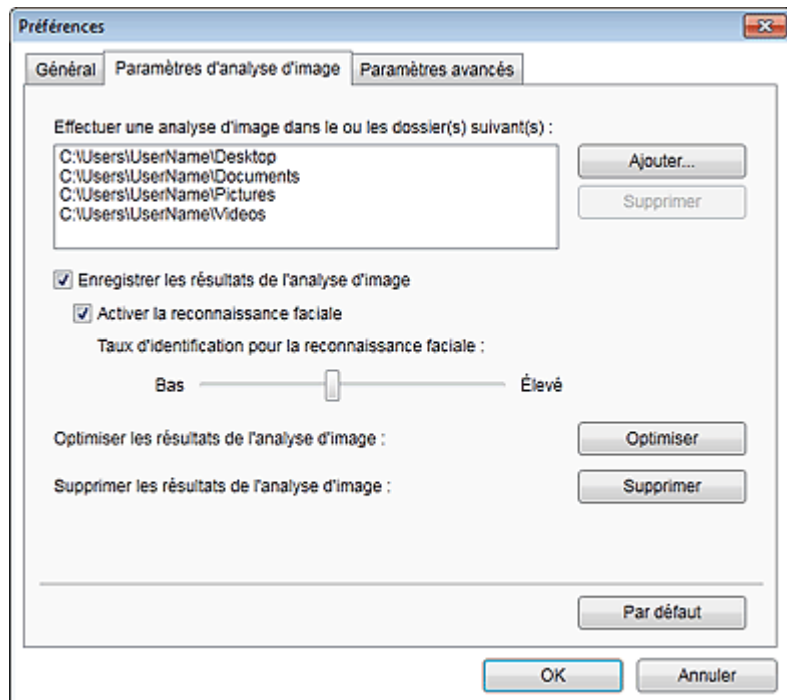 Préférences
Général Paramètres d'analyse d'image Paramètres avancés
Effectuer une analyse d'image dans le ou les dossier(s) suivant(s) :
C:\Users\UserName\Desktop
C:\Users\UserName\Documents
C:\Users\UserName\Pictures
C:\Users\UserName\Videos
Ajouter...
Supprimer
Enregistrer les résultats de l'analyse d'image
Activer la reconnaissance faciale
Taux d'identification pour la reconnaissance faciale :
Bas Élevé
Optimiser les résultats de l'analyse d'image : Optimiser
Supprimer les résultats de l'analyse d'image : Supprimer
Par défaut
OK Annuler